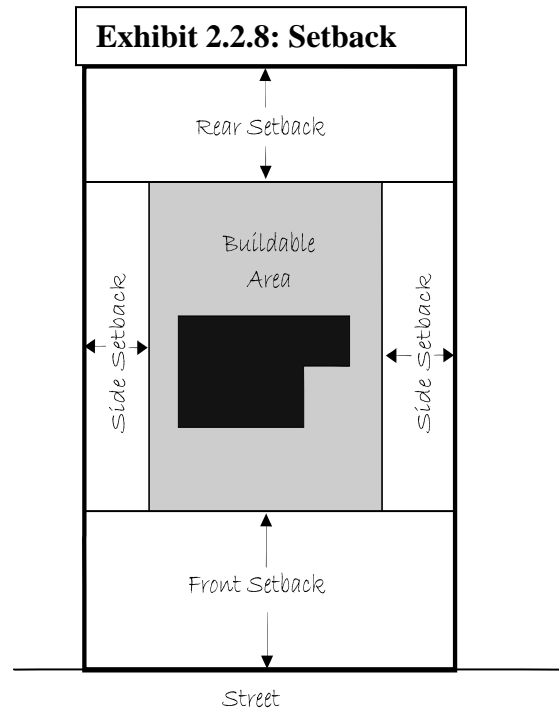 Exhibit 2.2.8: Setback
Rear Setback
Buildable
Area
Side Setback
Side Setback
Front Setback
Street